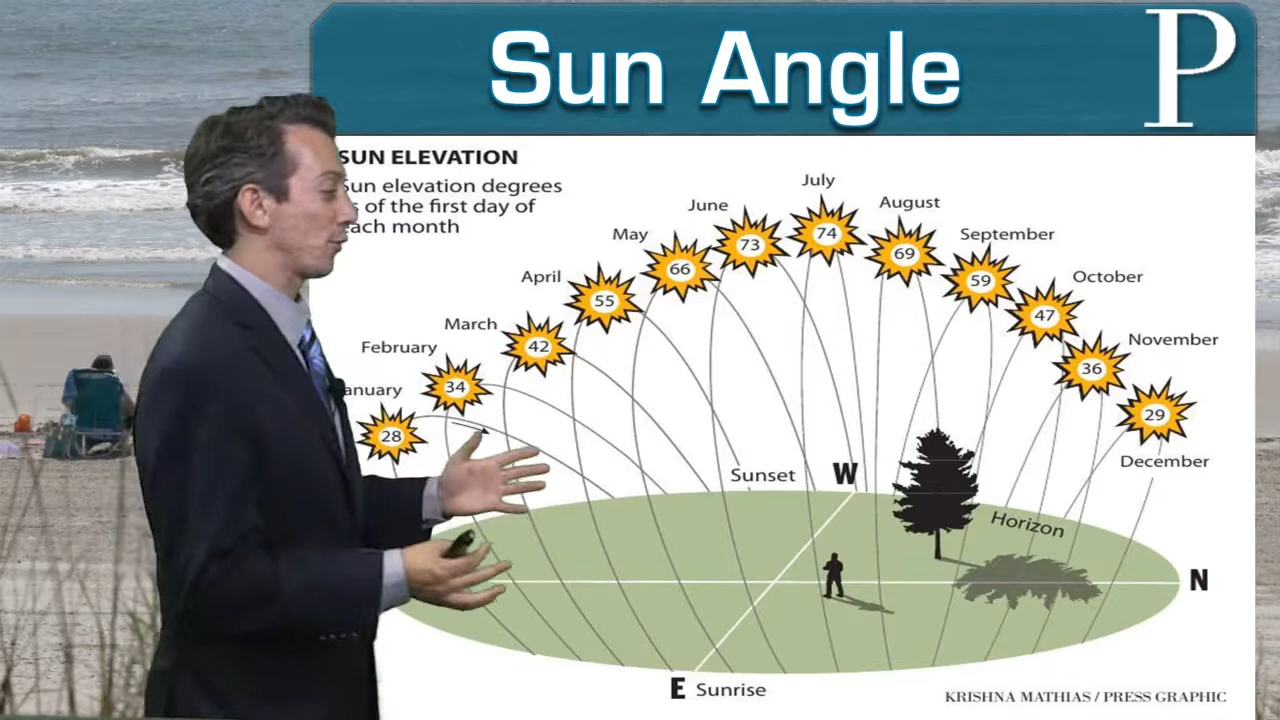 Sun Angle
P
SUN ELEVATION
Sun elevation degrees
of the first day of
month
July
June
August
May
September
April
October
March
November
February
December
74
73
69
66
59
55
47
42
36
34
29
28
Sunset
W
Horizon
N
E
Sunrise
KRISHNA MATHIAS / PRESS GRAPHIC